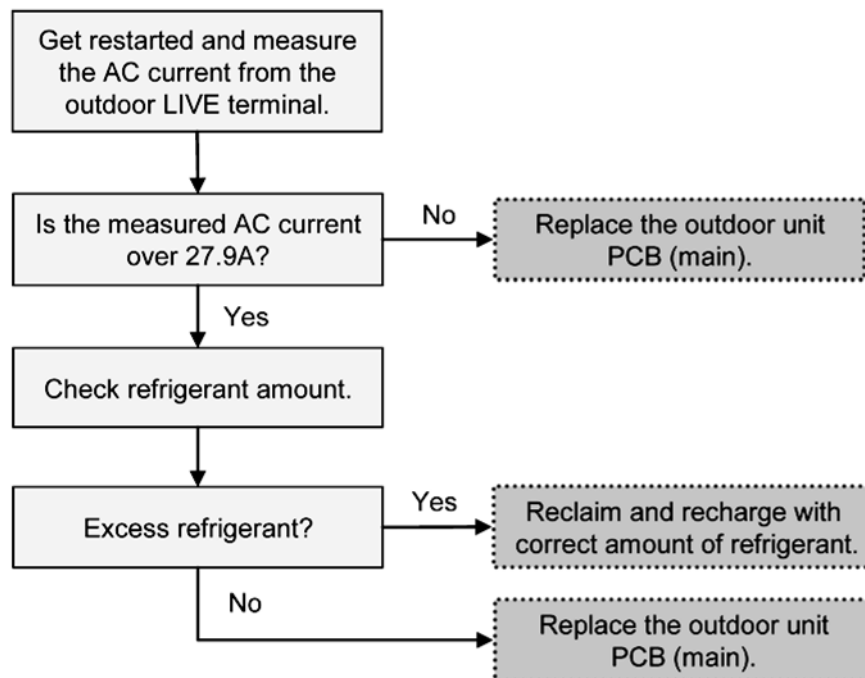 Get restarted and measure
the AC current from the
outdoor LIVE terminal.
Is the measured AC current
over 27.9A?
No
Replace the outdoor unit
PCB (main).
Yes
Check refrigerant amount.
Excess refrigerant?
Yes
Reclaim and recharge with
correct amount of refrigerant.
No
Replace the outdoor unit
PCB (main).